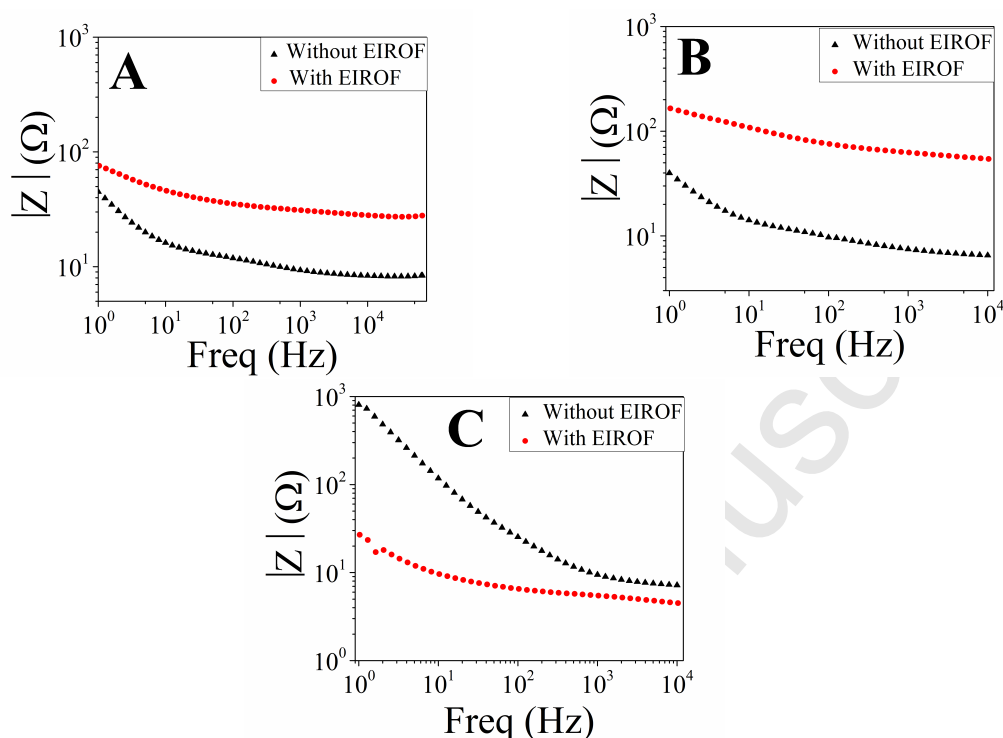 A
Without EIROF
With EIROF
|Z| (Ω)
10³
10²
10¹
10⁰ 10¹ 10² 10³ 10⁴
Freq (Hz)
B
Without EIROF
With EIROF
|Z| (Ω)
10³
10²
10¹
10⁰ 10¹ 10² 10³ 10⁴
Freq (Hz)
C
Without EIROF
With EIROF
|Z| (Ω)
10³
10²
10¹
10⁰
10⁰ 10¹ 10² 10³ 10⁴
Freq (Hz)